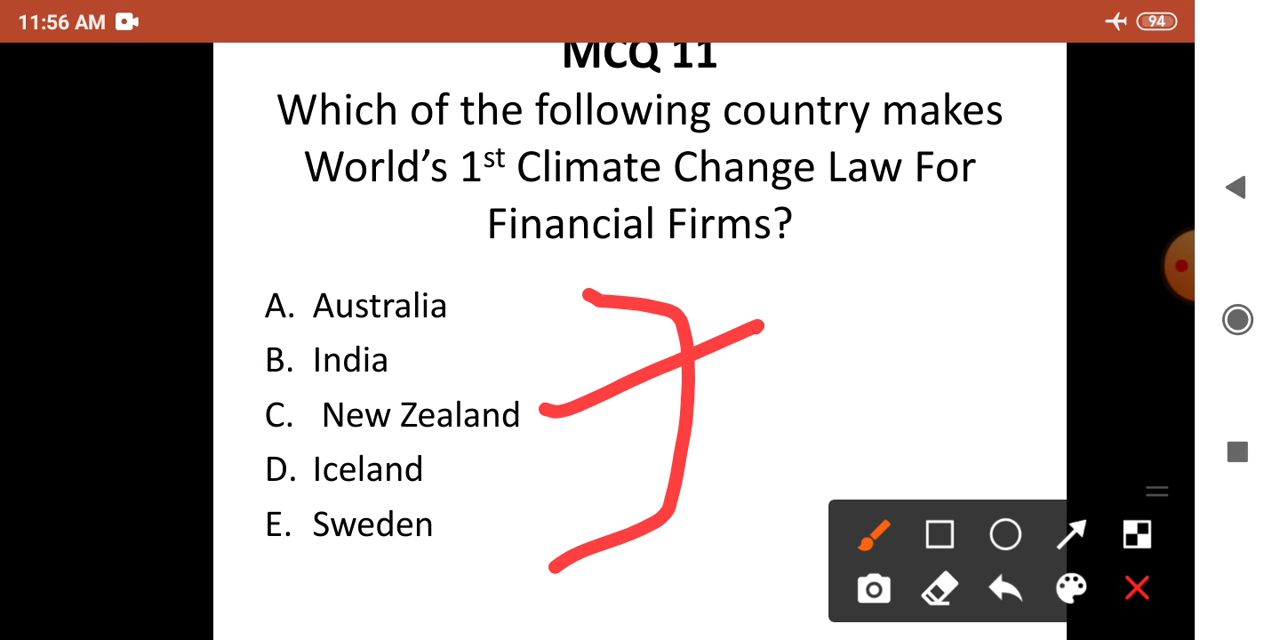 11:56 AM
94
MCQ 11
Which of the following country makes
World's 1st Climate Change Law For
Financial Firms?
A. Australia
B. India
C. New Zealand
D. Iceland
E. Sweden